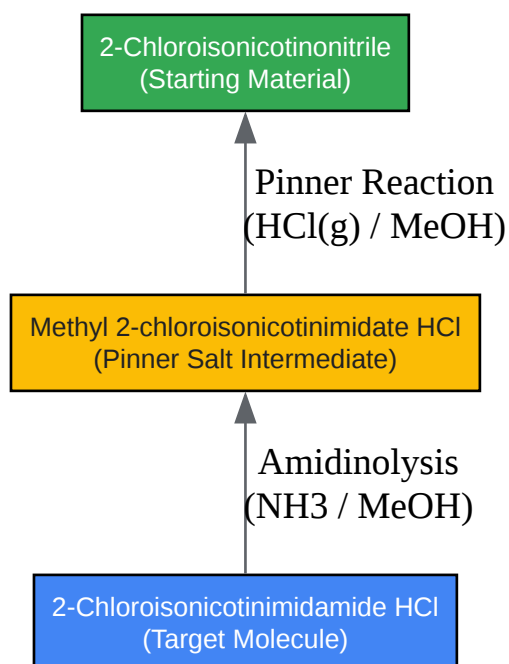 2-Chloroisonicotinonitrile
(Starting Material)
Pinner Reaction
(HCl(g) / MeOH)
Methyl 2-chloroisonicotinimidate HCl
(Pinner Salt Intermediate)
Amidinolysis
(NH3 / MeOH)
2-Chloroisonicotinimidamide HCl
(Target Molecule)